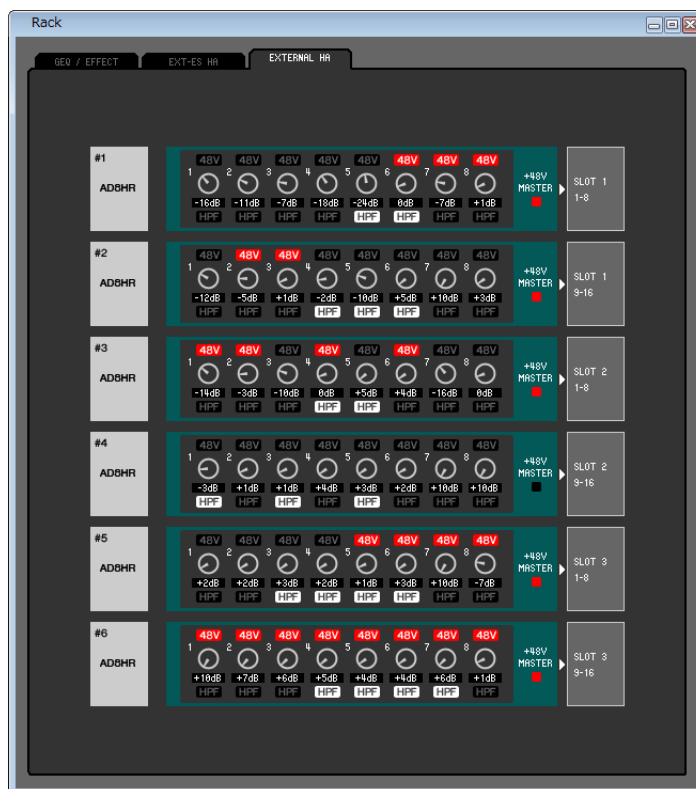 Rack
GEQ / EFFECT EXT-ES HA EXTERNAL HA
#1
AD8HR
48V 48V 48V 48V 48V 48V 48V 48V
1 2 3 4 5 6 7 8
-16dB -11dB -7dB -18dB -24dB 0dB -7dB +1dB
HPF HPF HPF HPF HPF HPF HPF HPF
+48V
MASTER
SLOT 1
1-8
#2
AD8HR
48V 48V 48V 48V 48V 48V 48V 48V
1 2 3 4 5 6 7 8
-12dB -5dB +1dB -2dB -10dB +5dB +10dB +3dB
HPF HPF HPF HPF HPF HPF HPF HPF
+48V
MASTER
SLOT 1
9-16
#3
AD8HR
48V 48V 48V 48V 48V 48V 48V 48V
1 2 3 4 5 6 7 8
-14dB -3dB -10dB 0dB +5dB +4dB -16dB 0dB
HPF HPF HPF HPF HPF HPF HPF HPF
+48V
MASTER
SLOT 2
1-8
#4
AD8HR
48V 48V 48V 48V 48V 48V 48V 48V
1 2 3 4 5 6 7 8
-3dB +1dB +1dB +4dB +3dB +2dB +10dB +10dB
HPF HPF HPF HPF HPF HPF HPF HPF
+48V
MASTER
SLOT 2
9-16
#5
AD8HR
48V 48V 48V 48V 48V 48V 48V 48V
1 2 3 4 5 6 7 8
+2dB +2dB +3dB +2dB +1dB +3dB +10dB -7dB
HPF HPF HPF HPF HPF HPF HPF HPF
+48V
MASTER
SLOT 3
1-8
#6
AD8HR
48V 48V 48V 48V 48V 48V 48V 48V
1 2 3 4 5 6 7 8
+10dB +7dB +6dB +5dB +4dB +4dB +6dB +1dB
HPF HPF HPF HPF HPF HPF HPF HPF
+48V
MASTER
SLOT 3
9-16